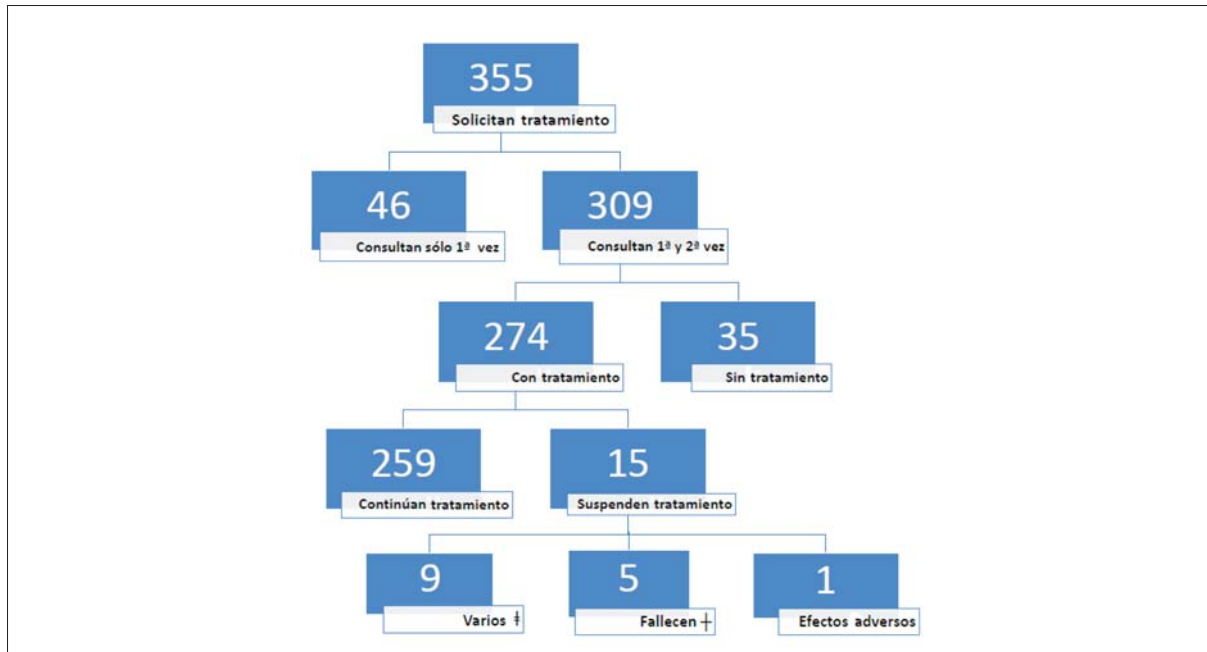 355
Solicitan tratamiento
46
Consultan sólo 1ª vez
309
Consultan 1ª y 2ª vez
274
Con tratamiento
35
Sin tratamiento
259
Continúan tratamiento
15
Suspenden tratamiento
9
Varios ‡
5
Fallecen ┼
1
Efectos adversos